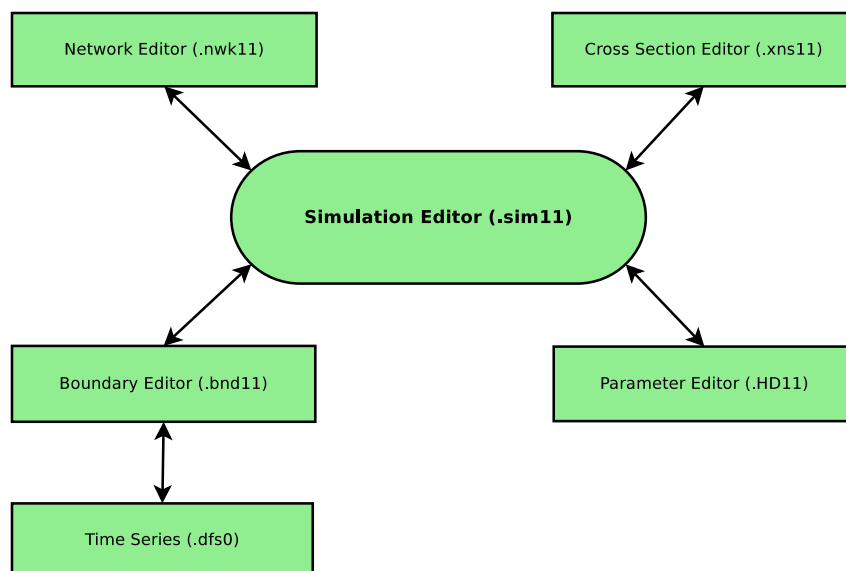 Network Editor (.nwk11)
Cross Section Editor (.xns11)
Simulation Editor (.sim11)
Boundary Editor (.bnd11)
Parameter Editor (.HD11)
Time Series (.dfs0)